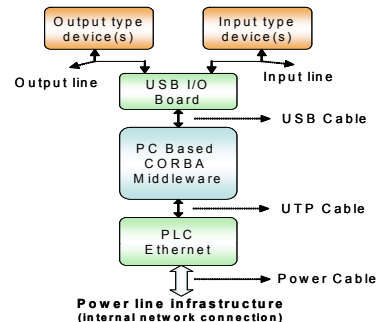 Output type
device(s)
Input type
device(s)
Output line
Input line
USB I/O
Board
USB Cable
PC Based
CORBA
Middleware
UTP Cable
PLC
Ethernet
Power Cable
Power line infrastructure
(internal network connection)